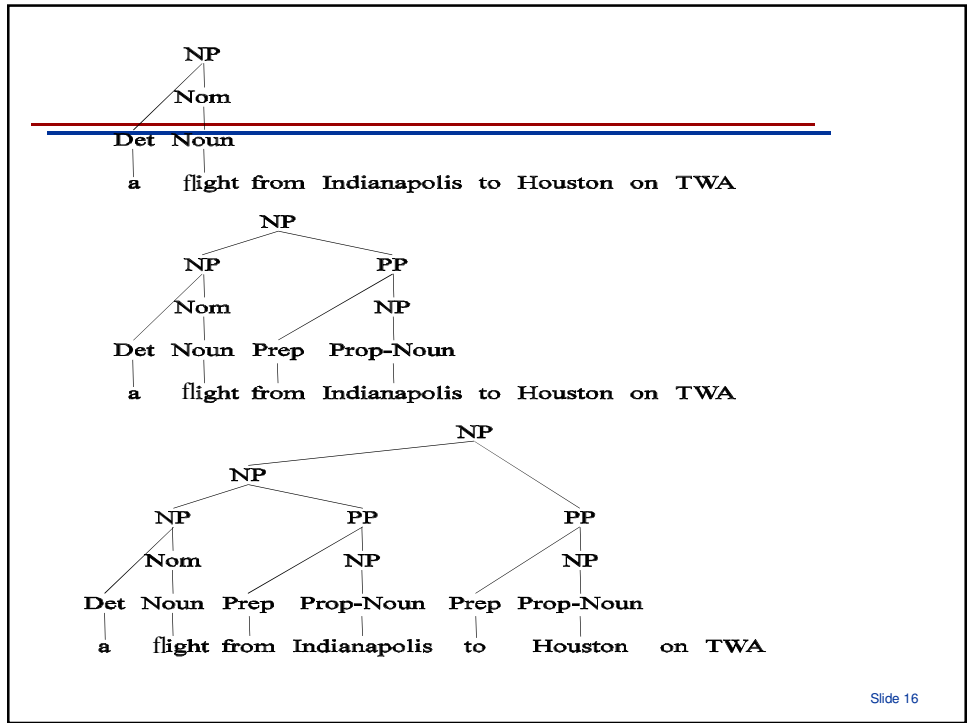 NP
Nom
Det Noun
a flight from Indianapolis to Houston on TWA
NP
NP PP
Nom NP
Det Noun Prep Prop-Noun
a flight from Indianapolis to Houston on TWA
NP
NP
NP PP PP
Nom NP NP
Det Noun Prep Prop-Noun Prep Prop-Noun
a flight from Indianapolis to Houston on TWA
Slide 16